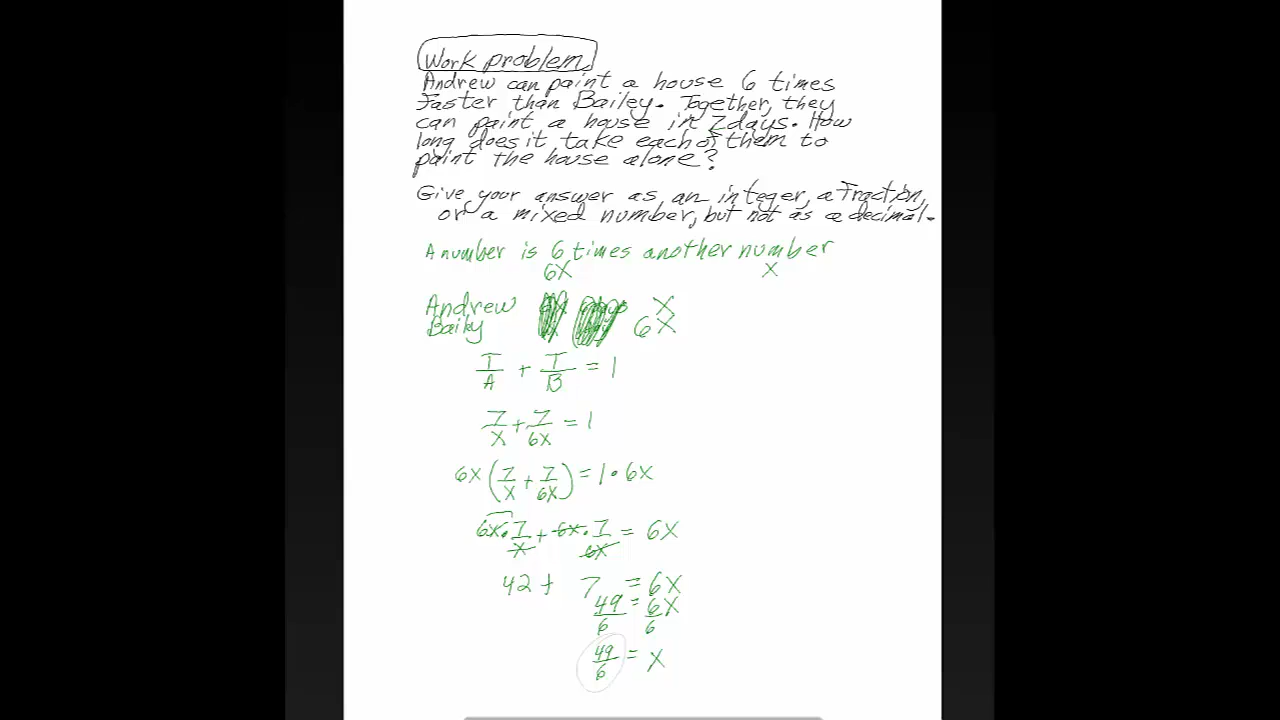 Work problem
Andrew can paint a house 6 times
Faster than Bailey. Together, they
can paint a house in 7 days. How
long does it take each of them to
paint the house alone?
Give your answer as an integer, a Fraction,
or a mixed number, but not as a decimal.
A number is 6 times another number
6X X
Andrew X
Baily 6X
T/A + T/B = 1
7/X + 7/6X = 1
6X (7/X + 7/6X) = 1 • 6X
6X • 7/X + 6X • 7/6X = 6X
42 + 7 = 6X
49/6 = 6X/6
49/6 = X